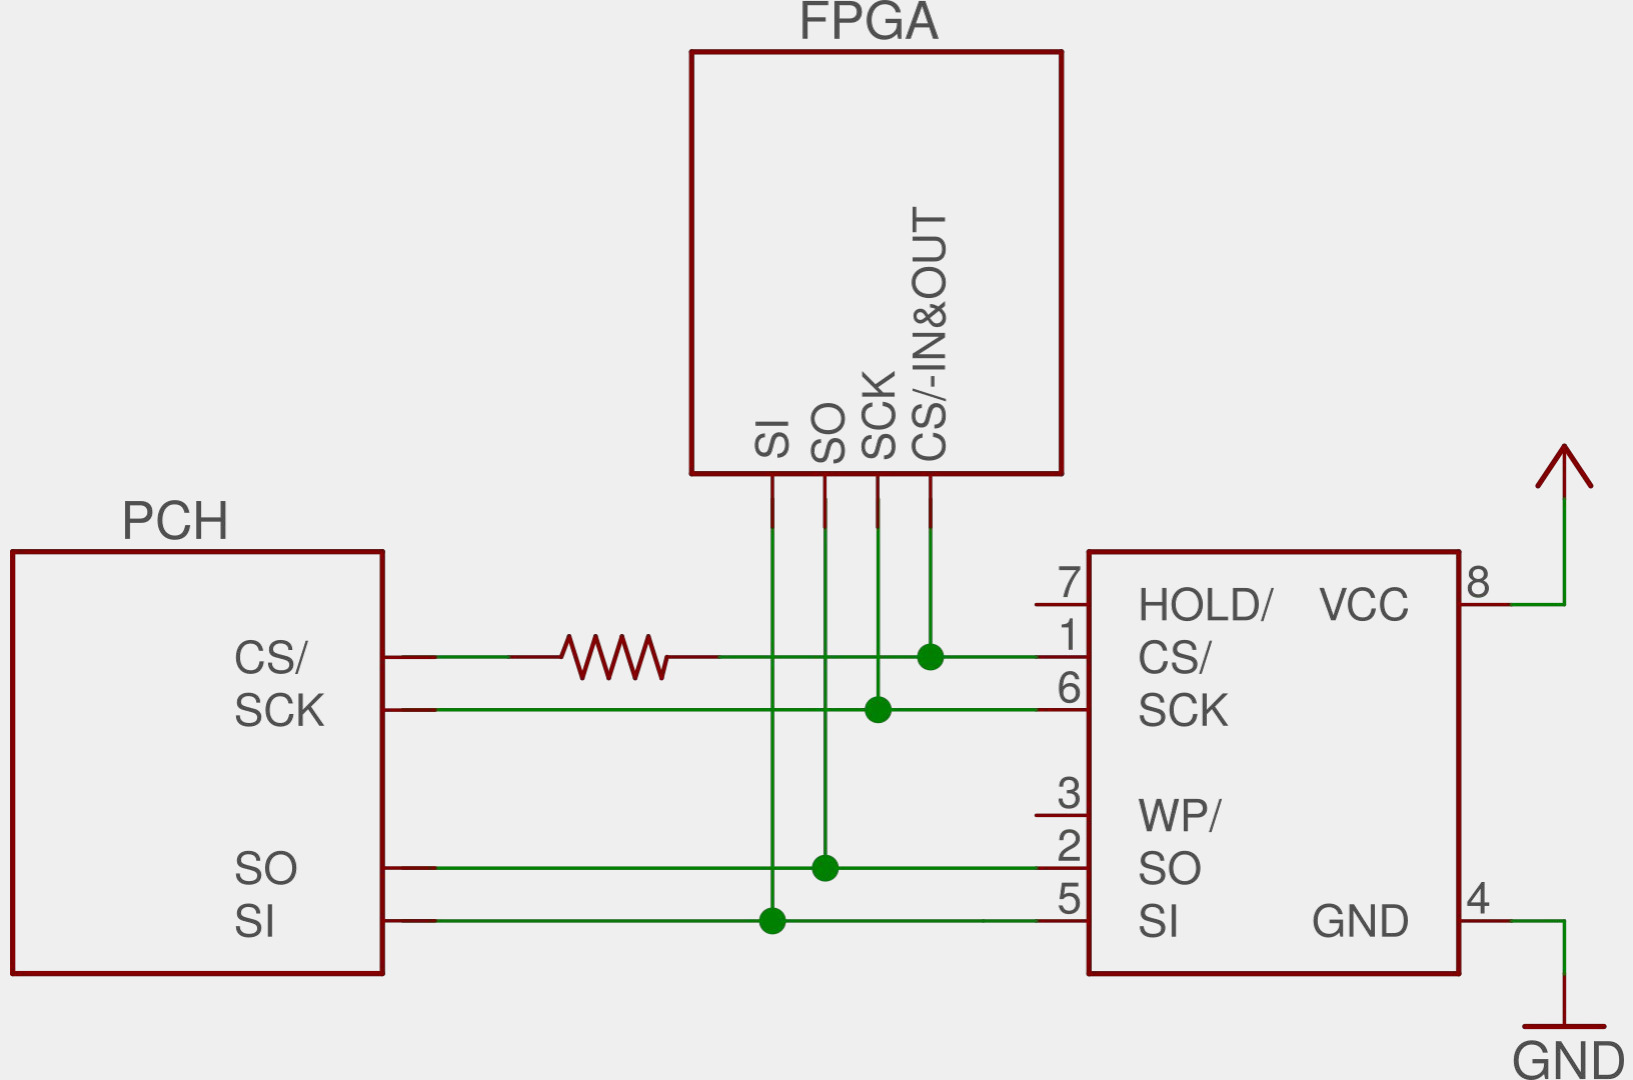 FPGA
SI
SO
SCK
CS/-IN&OUT
PCH
CS/
SCK
SO
SI
7
1
6
3
2
5
HOLD/ VCC
CS/
SCK
WP/
SO
SI GND
8
4
GND